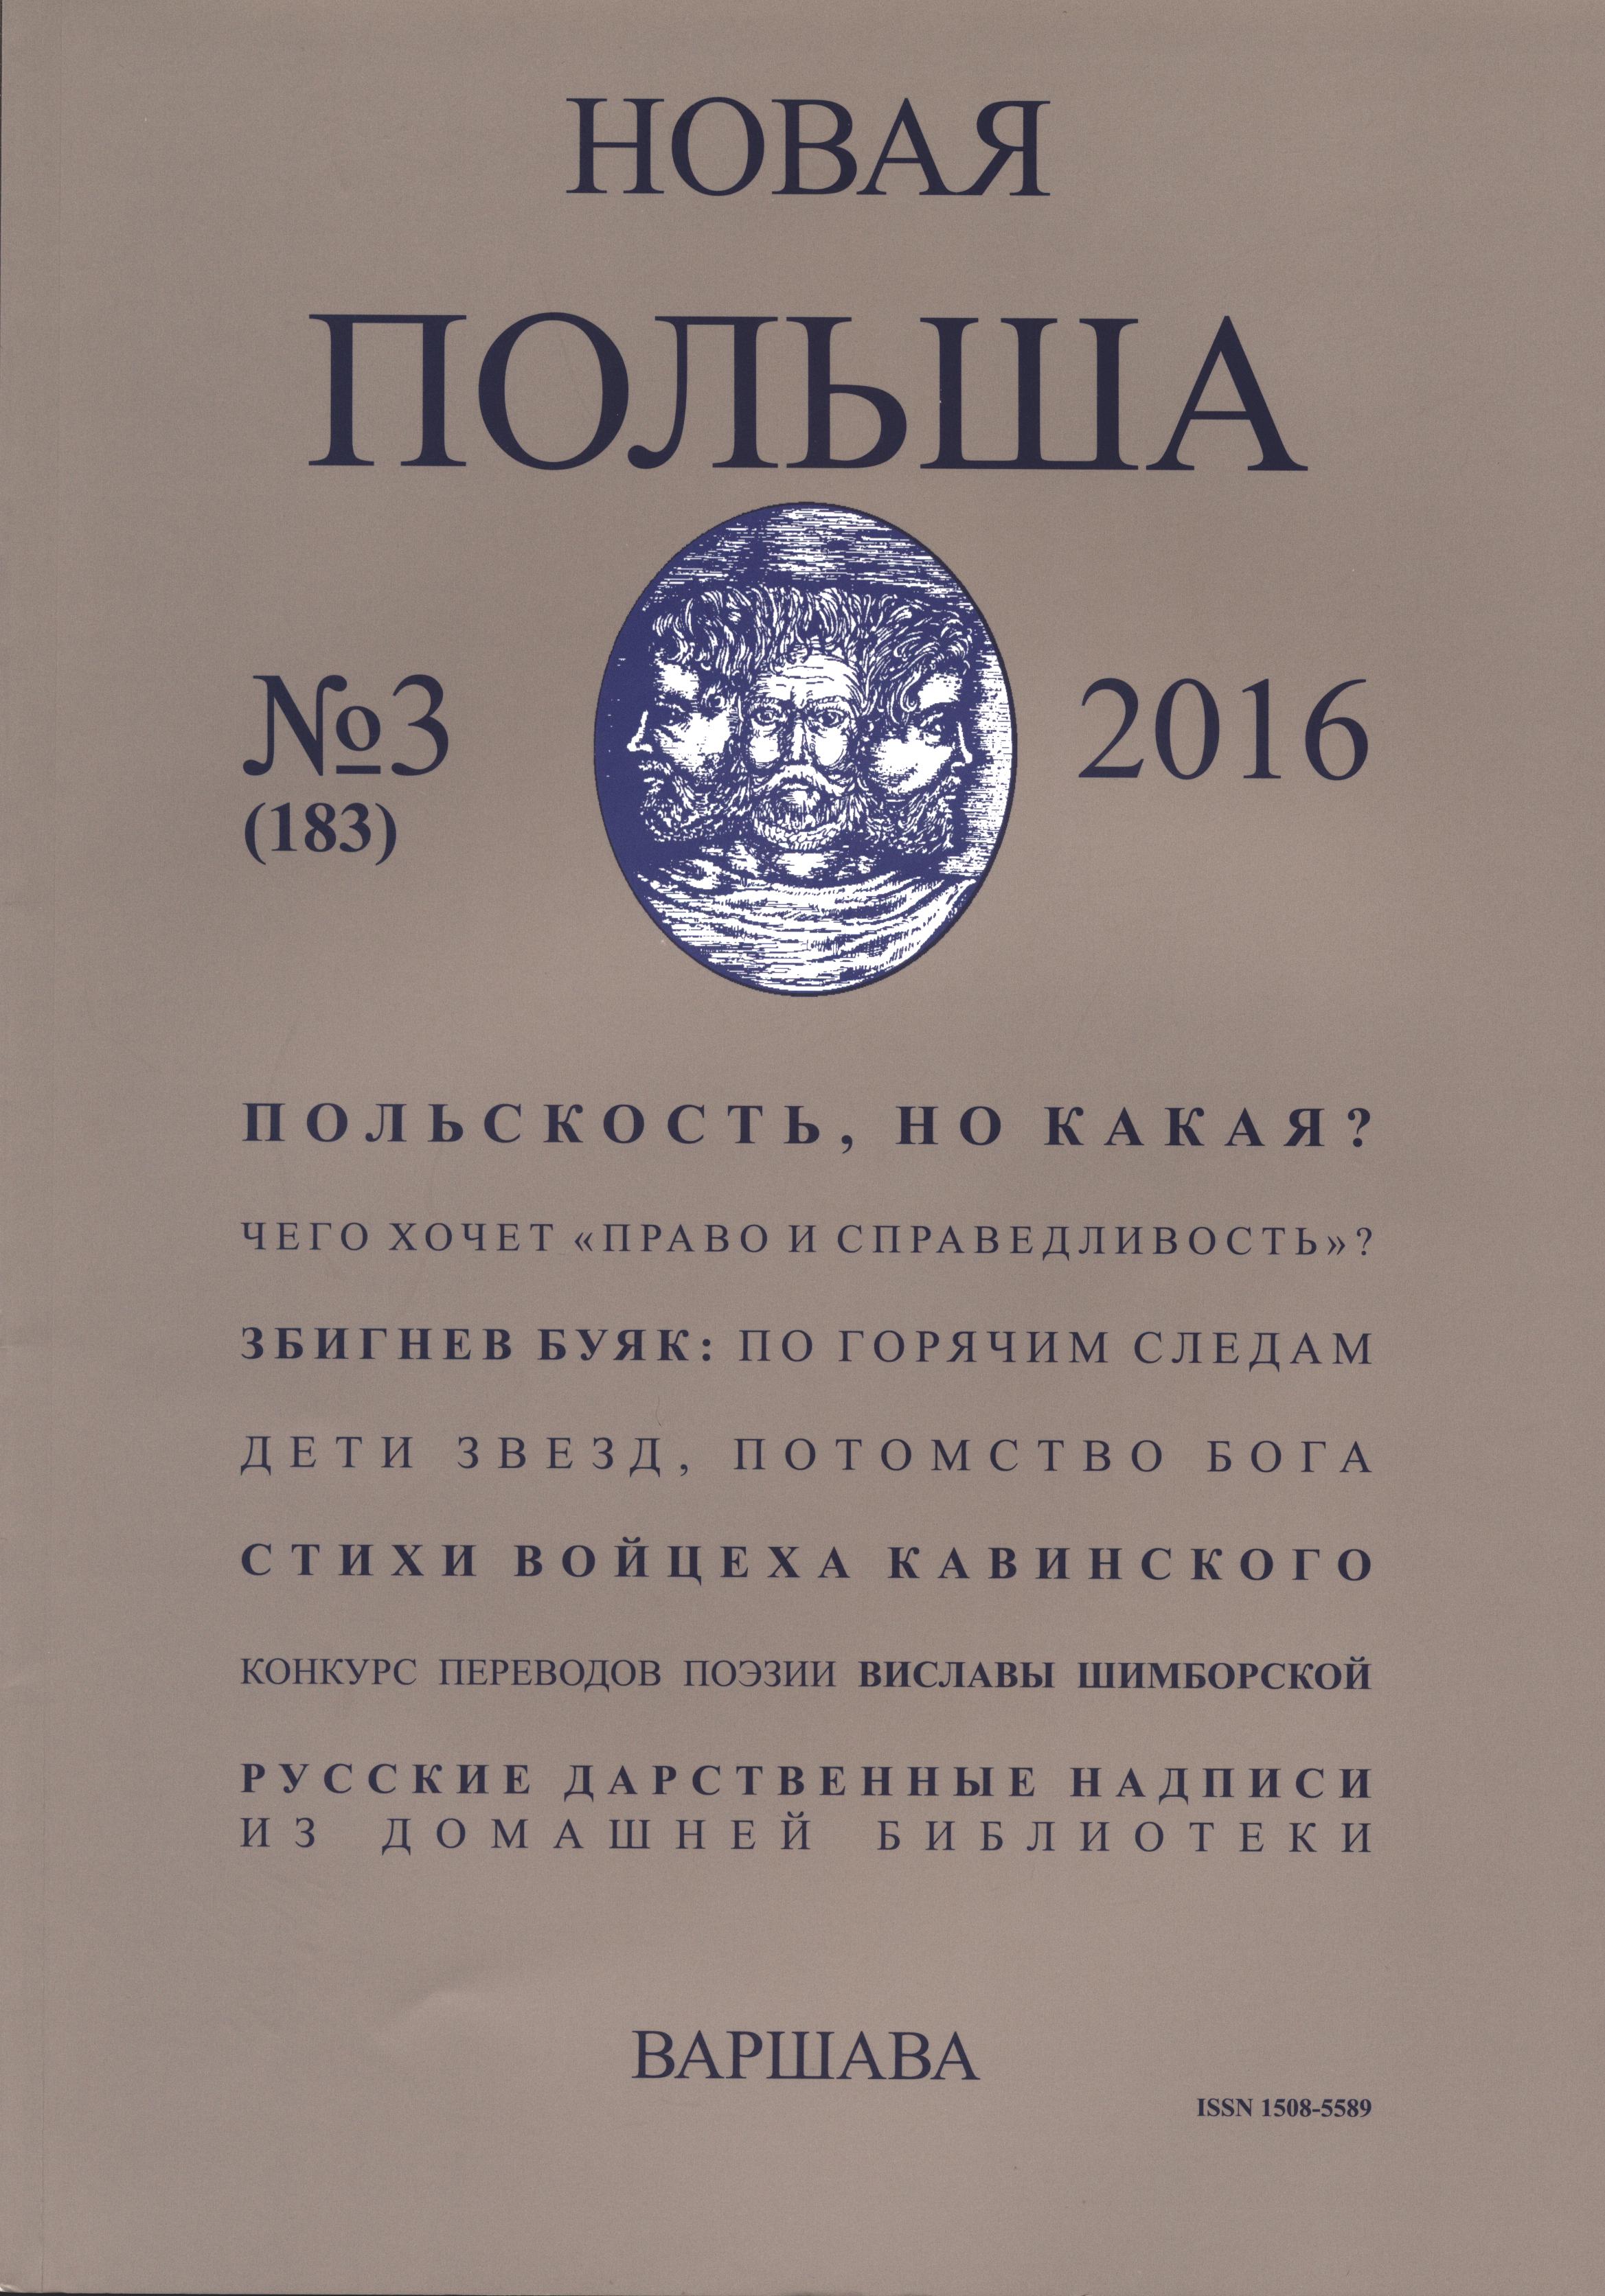 НОВАЯ
ПОЛЬША
№3
(183)
2016
ПОЛЬСКОСТЬ, НО КАКАЯ?
ЧЕГО ХОЧЕТ «ПРАВО И СПРАВЕДЛИВОСТЬ»?
ЗБИГНЕВ БУЯК: ПО ГОРЯЧИМ СЛЕДАМ
ДЕТИ ЗВЕЗД, ПОТОМСТВО БОГА
СТИХИ ВОЙЦЕХА КАВИНСКОГО
КОНКУРС ПЕРЕВОДОВ ПОЭЗИИ ВИСЛАВЫ ШИМБОРСКОЙ
РУССКИЕ ДАРСТВЕННЫЕ НАДПИСИ
ИЗ ДОМАШНЕЙ БИБЛИОТЕКИ
ВАРШАВА
ISSN 1508-5589